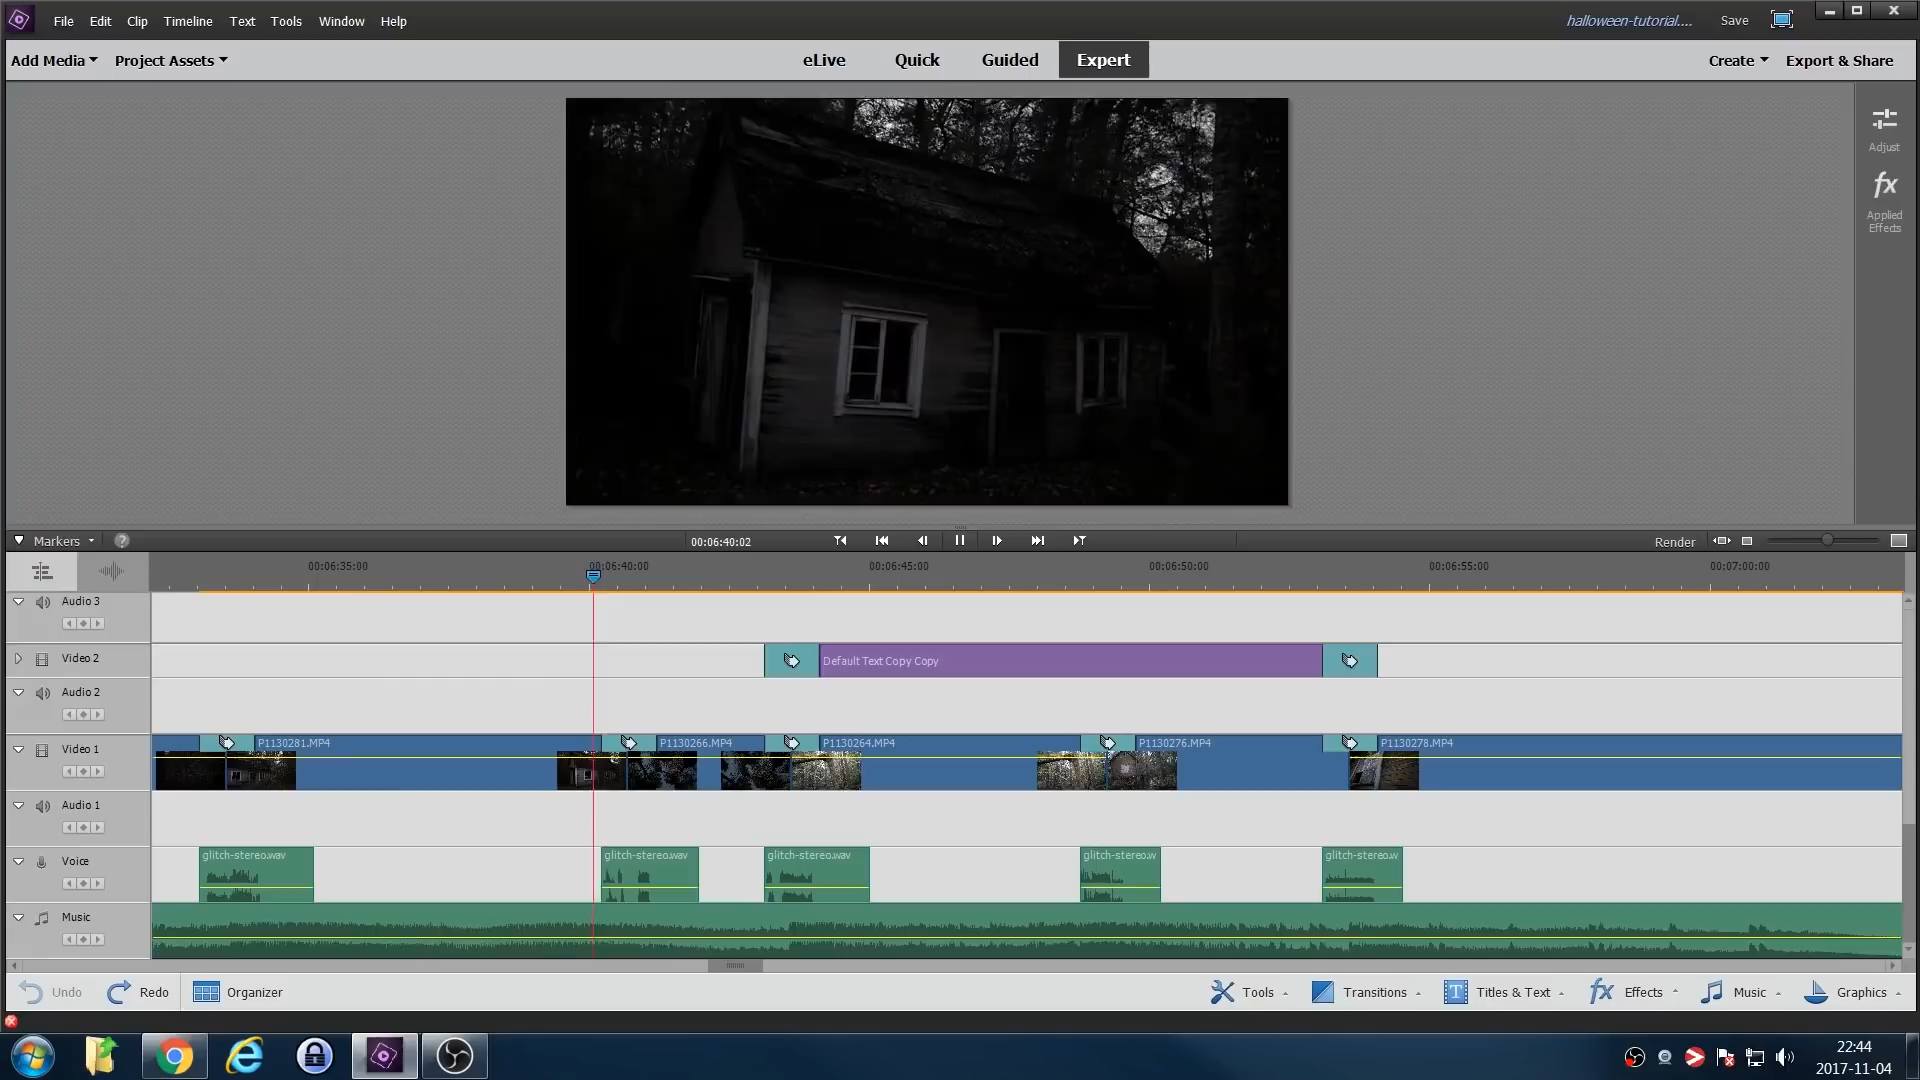 File Edit Clip Timeline Text Tools Window Help
halloween-tutorial....
Save
Add Media Project Assets
eLive Quick Guided Expert
Create Export & Share
Adjust
fx
Applied
Effects
Markers
?
00:06:40:02
Render
00:06:35:00 00:06:40:00 00:06:45:00 00:06:50:00 00:06:55:00 00:07:00:00
Audio 3
Video 2
Default Text Copy Copy
Audio 2
Video 1
P1130281.MP4 P1130266.MP4 P1130264.MP4 P1130276.MP4 P1130278.MP4
Audio 1
Voice
glitch-stereo.wav glitch-stereo.wav glitch-stereo.wav glitch-stereo.w glitch-stereo.w
Music
Undo Redo Organizer
Tools Transitions T Titles & Text fx Effects Music Graphics
22:44
2017-11-04